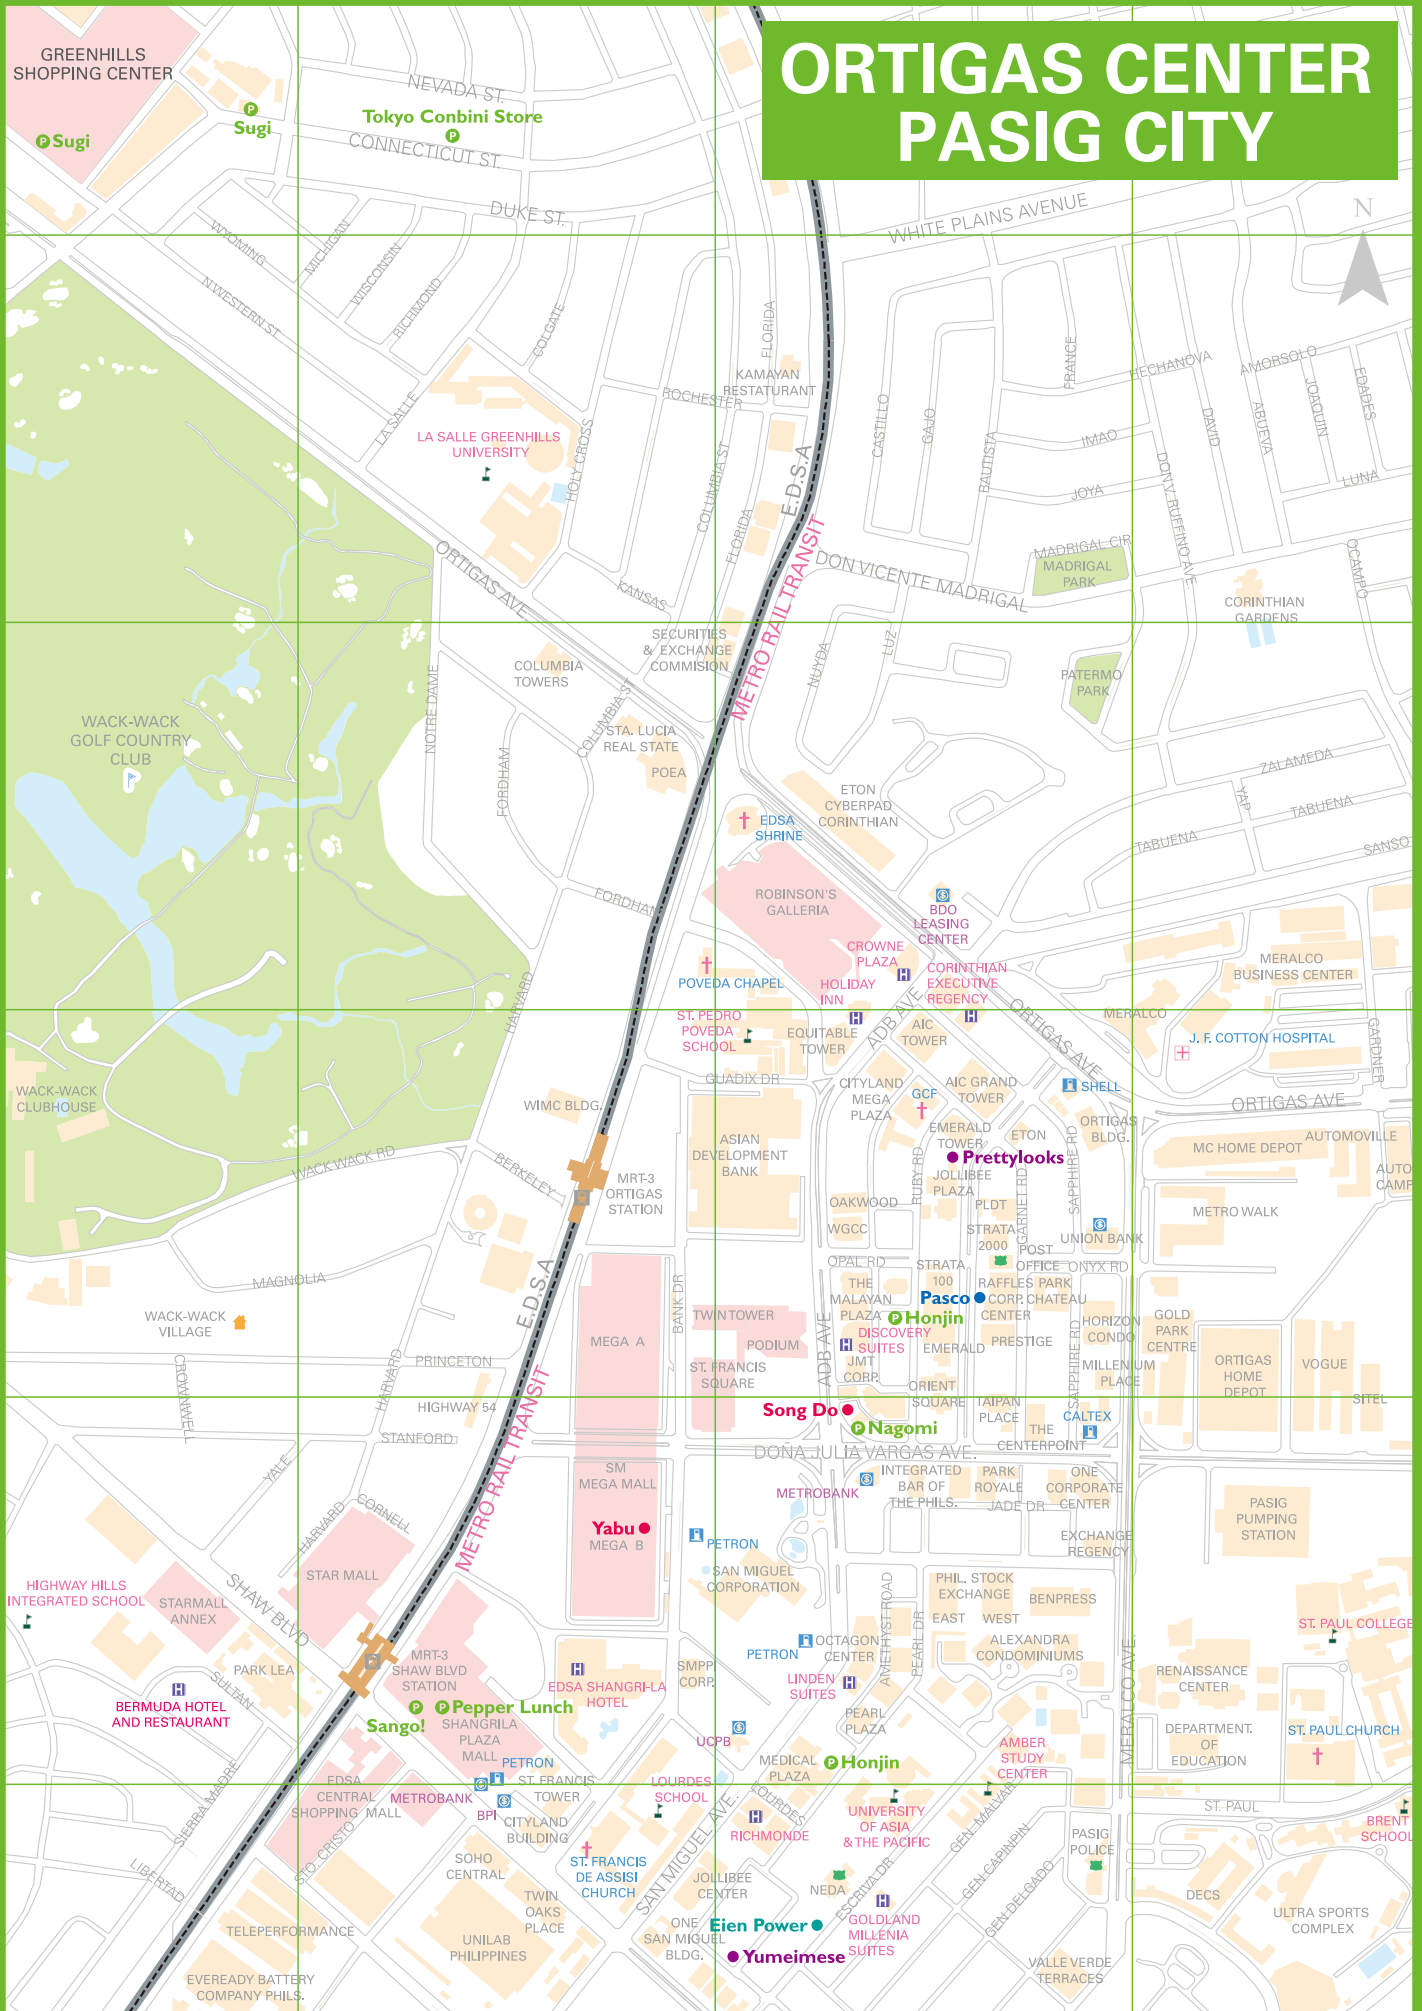 ORTIGAS CENTER
PASIG CITY
GREENHILLS
SHOPPING CENTER
Sugi
Sugi
Tokyo Conbini Store
NEVADA ST.
CONNECTICUT ST.
DUKE ST.
WHITE PLAINS AVENUE
N
WYOMING
MICHIGAN
WISCONSIN
RICHMOND
N.WESTERN ST.
COLGATE
FLORIDA
KAMAYAN
RESTATURANT
ROCHESTER
LA SALLE
LA SALLE GREENHILLS
UNIVERSITY
HOLY CROSS
COLUMBIA ST
FLORIDA
E.D.S.A
CASTILLO
GAJO
BAUTISTA
FRANCE
IMAO
JOYA
HECHANOVA
AMORSOLO
DAVID
ABUEVA
JOAQUIN
EDADES
LUNA
DON V. RUFFINO AVE.
OCAMPO
MADRIGAL CIR
MADRIGAL
PARK
DON VICENTE MADRIGAL
CORINTHIAN
GARDENS
ORTIGAS AVE.
KANSAS
METRO RAIL TRANSIT
SECURITIES
& EXCHANGE
COMMISION
COLUMBIA
TOWERS
COLUMBIA ST
NOTRE DAME
FORDHAM
STA. LUCIA
REAL STATE
POEA
NUYDA
LUZ
PATERMO
PARK
ZALAMEDA
YAP
TABUENA
TABUENA
SANSO
WACK-WACK
GOLF COUNTRY
CLUB
ETON
CYBERPAD
CORINTHIAN
EDSA
SHRINE
ROBINSON'S
GALLERIA
FORDHAM
BDO
LEASING
CENTER
CROWNE
PLAZA
CORINTHIAN
EXECUTIVE
REGENCY
HOLIDAY
INN
POVEDA CHAPEL
MERALCO
BUSINESS CENTER
HARVARD
ST. PEDRO
POVEDA
SCHOOL
EQUITABLE
TOWER
ADB AVE
AIC
TOWER
ORTIGAS AVE.
MERALCO
J. F. COTTON HOSPITAL
GARDNER
GUADIX DR
CITYLAND
MEGA
PLAZA
GCF
AIC GRAND
TOWER
SHELL
ORTIGAS AVE
WACK-WACK
CLUBHOUSE
WIMC BLDG.
ASIAN
DEVELOPMENT
BANK
EMERALD
TOWER
ETON
ORTIGAS
BLDG.
MC HOME DEPOT
AUTOMOVILLE
Prettylooks
JOLLIBEE
PLAZA
WACK WACK RD
BERKELEY
MRT-3
ORTIGAS
STATION
AUTO
CAMP
OAKWOOD
RUBY RD
PLDT
GARNET RD
SAPPHIRE RD
METRO WALK
WGCC
STRATA
2000
UNION BANK
OPAL RD
POST
OFFICE
ONYX RD
MAGNOLIA
E.D.S.A
BANK DR
THE
MALAYAN
PLAZA
STRATA
100
RAFFLES
CORP.
CENTER
PARK
CHATEAU
Pasco
Honjin
WACK-WACK
VILLAGE
MEGA A
TWIN TOWER
PODIUM
ADB AVE
DISCOVERY
SUITES
EMERALD
PRESTIGE
HORIZON
CONDO
GOLD
PARK
CENTRE
ST. FRANCIS
SQUARE
JMT
CORP.
SAPPHIRE RD
MILLENIUM
PLACE
ORTIGAS
HOME
DEPOT
VOGUE
SITEL
PRINCETON
CROWNWELL
HARVARD
HIGHWAY 54
STANFORD
METRO RAIL TRANSIT
Song Do
Nagomi
ORIENT
SQUARE
TAIPAN
PLACE
CALTEX
THE
CENTERPOINT
DOÑA JULIA VARGAS AVE.
YALE
SM
MEGA MALL
METROBANK
INTEGRATED
BAR OF
THE PHILS.
PARK
ROYALE
ONE
CORPORATE
CENTER
JADE DR
PASIG
PUMPING
STATION
HARVARD
CORNELL
Yabu
MEGA B
PETRON
EXCHANGE
REGENCY
STAR MALL
SAN MIGUEL
CORPORATION
HIGHWAY HILLS
INTEGRATED SCHOOL
STARMALL
ANNEX
SHAW BLVD
PHIL. STOCK
EXCHANGE
BENPRESS
AMETHYST ROAD
PEARL DR
EAST
WEST
ST. PAUL COLLEGE
PARK LEA
SULTAN
MRT-3
SHAW BLVD
STATION
PETRON
OCTAGON
CENTER
ALEXANDRA
CONDOMINIUMS
EDSA SHANGRI-LA
HOTEL
SMPP
CORP.
LINDEN
SUITES
MERALCO AVE.
RENAISSANCE
CENTER
BERMUDA HOTEL
AND RESTAURANT
Sango!
Pepper Lunch
SHANGRILA
PLAZA
MALL
UCPB
PEARL
PLAZA
AMBER
STUDY
CENTER
DEPARTMENT.
OF
EDUCATION
ST. PAUL CHURCH
PETRON
MEDICAL
PLAZA
Honjin
SIERRA MADRE
EDSA
CENTRAL
SHOPPING MALL
METROBANK
BPI
ST. FRANCIS
TOWER
CITYLAND
BUILDING
LOURDES
SCHOOL
LOURDES
RICHMONDE
UNIVERSITY
OF ASIA
& THE PACIFIC
GEN. MALVAR
ST. PAUL
BRENT
SCHOOL
STO. CRISTO
SOHO
CENTRAL
ST. FRANCIS
DE ASSISI
CHURCH
SAN MIGUEL AVE.
JOLLIBEE
CENTER
NEDA
ESCRIVA DR
GEN. CAPINPIN
GEN DELGADO
PASIG
POLICE
LIBERTAD
TWIN
OAKS
PLACE
DECS
ULTRA SPORTS
COMPLEX
TELEPERFORMANCE
UNILAB
PHILIPPINES
ONE
SAN MIGUEL
BLDG.
Eien Power
GOLDLAND
MILLENIA
SUITES
Yumeimese
VALLE VERDE
TERRACES
EVEREADY BATTERY
COMPANY PHILS.